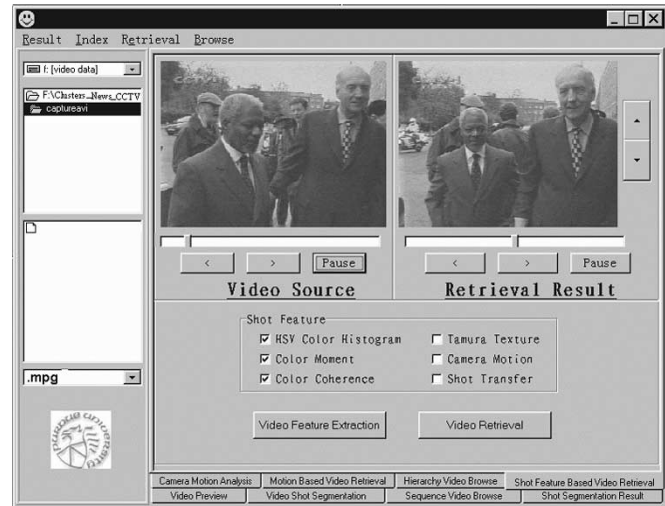 Result Index Retrieval Browse
f: [video data]
F:\Clusters_News_CCTV
captureavi
< > Pause
< > Pause
Video Source
Retrieval Result
Shot Feature
HSV Color Histogram
Tamura Texture
Color Moment
Camera Motion
Color Coherence
Shot Transfer
.mpg
Video Feature Extraction
Video Retrieval
PURDUE UNIVERSITY
Camera Motion Analysis
Motion Based Video Retrieval
Hierarchy Video Browse
Shot Feature Based Video Retrieval
Video Preview
Video Shot Segmentation
Sequence Video Browse
Shot Segmentation Result